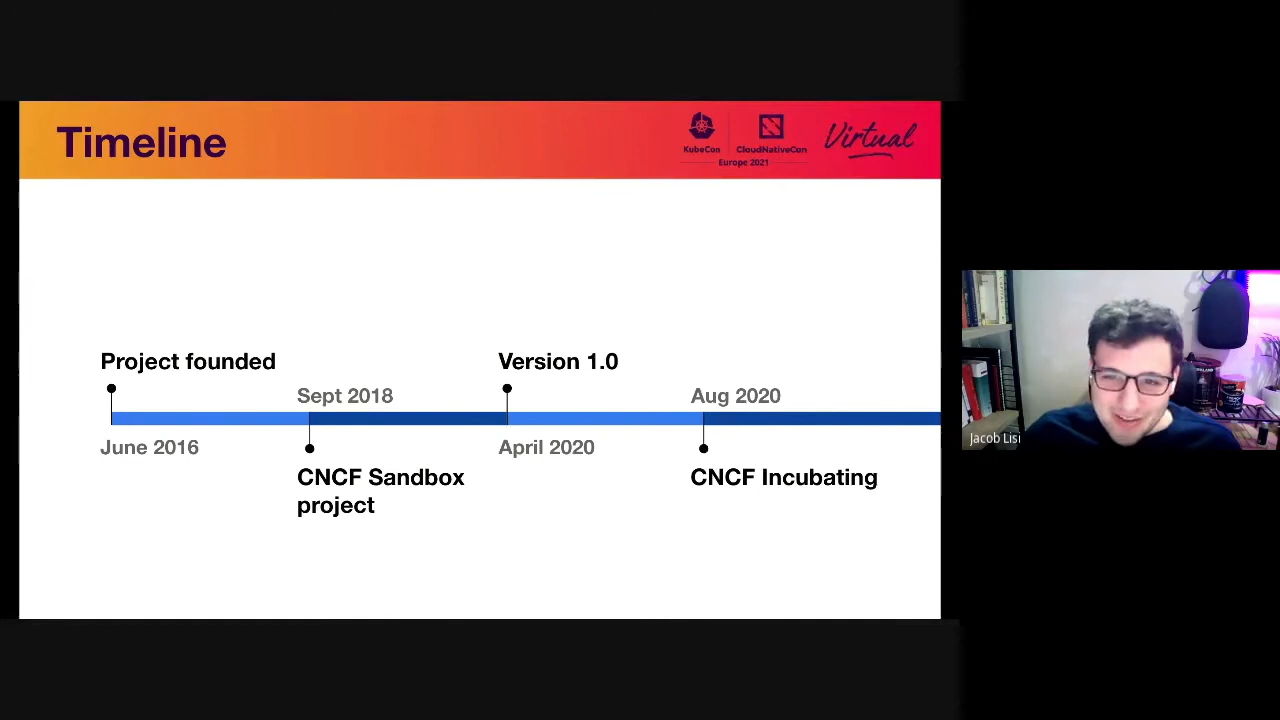 Timeline
KubeCon
CloudNativeCon
Europe 2021
Virtual
Project founded
Version 1.0
Sept 2018
Aug 2020
June 2016
April 2020
CNCF Sandbox
project
CNCF Incubating
Jacob Lisi